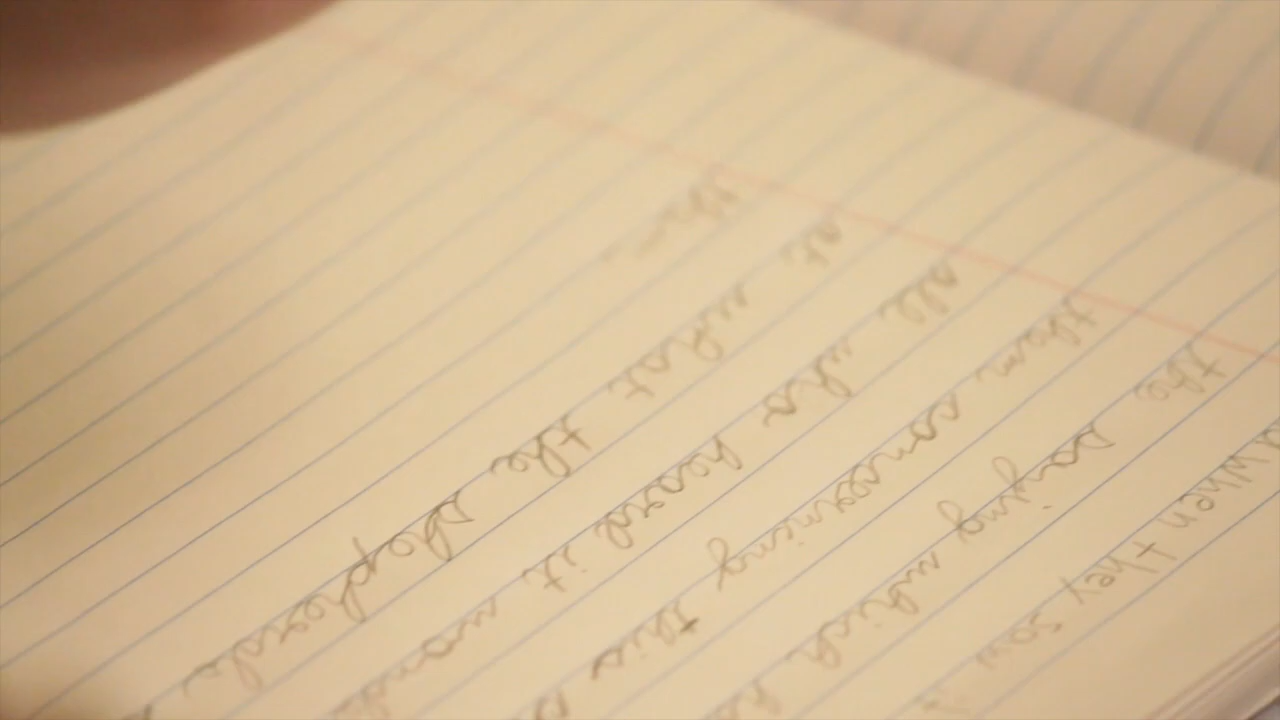 When they saw
the saying which
them concerning this
all who heard it
at what the shepherds